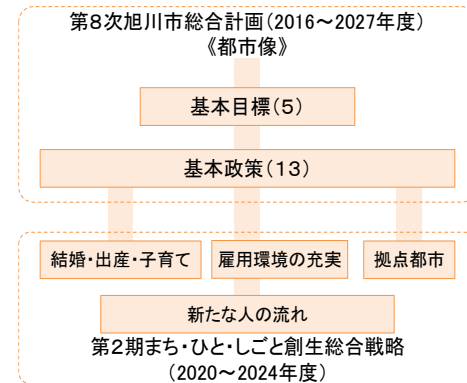 第8次旭川市総合計画(2016～2027年度)
《都市像》
基本目標(5)
基本政策(13)
結婚・出産・子育て
雇用環境の充実
拠点都市
新たな人の流れ
第2期まち・ひと・しごと創生総合戦略
(2020～2024年度)